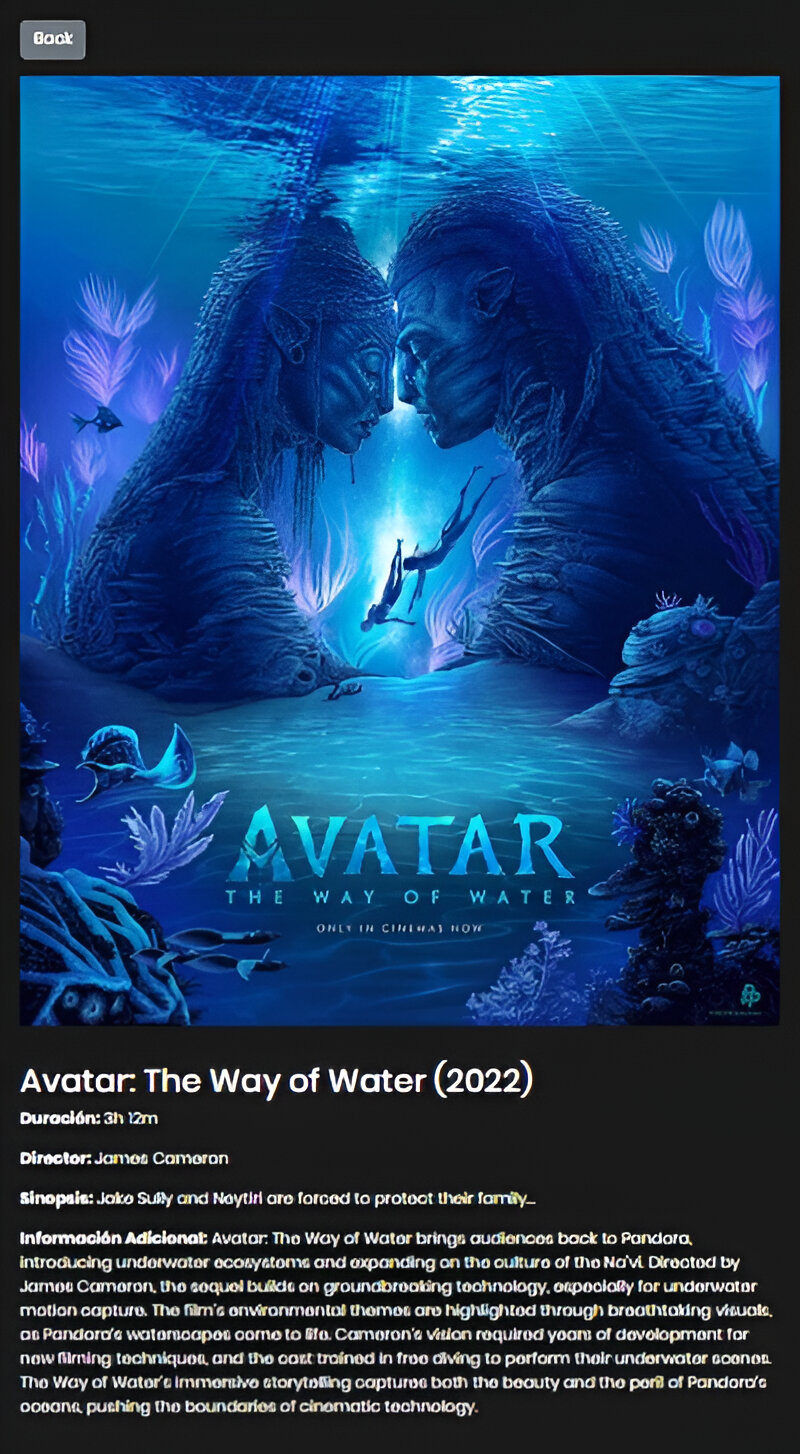 Back
AVATAR
THE WAY OF WATER
ONLY IN CINEMAS NOW
Avatar: The Way of Water (2022)
Duración: 3h 12m
Director: James Cameron
Sinopsis: Jake Sully and Neytiri are forced to protect their family...
Información Adicional: Avatar: The Way of Water brings audiences back to Pandora,
introducing underwater ecosystems and expanding on the culture of the Na'vi. Directed by
James Cameron, the sequel builds on groundbreaking technology, especially for underwater
motion capture. The film's environmental themes are highlighted through breathtaking visuals,
as Pandora's waterscapes come to life. Cameron's vision required years of development for
new filming techniques, and the cast trained in free diving to perform their underwater scenes.
The Way of Water's immersive storytelling captures both the beauty and the peril of Pandora's
oceans, pushing the boundaries of cinematic technology.